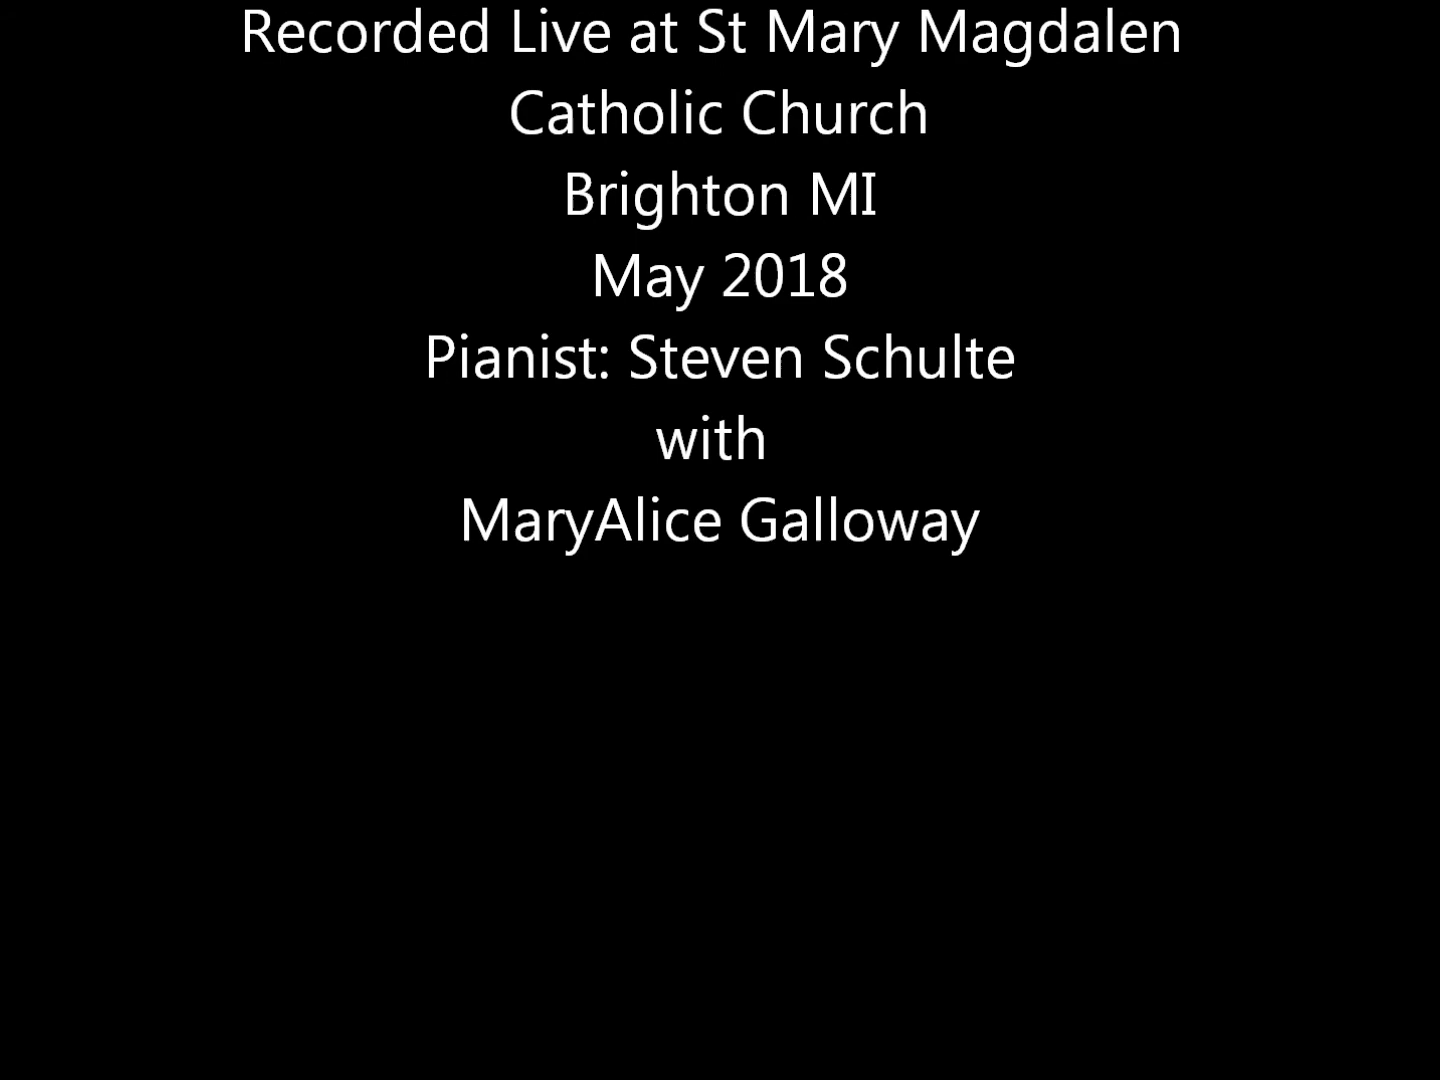 Recorded Live at St Mary Magdalen
Catholic Church
Brighton MI
May 2018
Pianist: Steven Schulte
with
MaryAlice Galloway